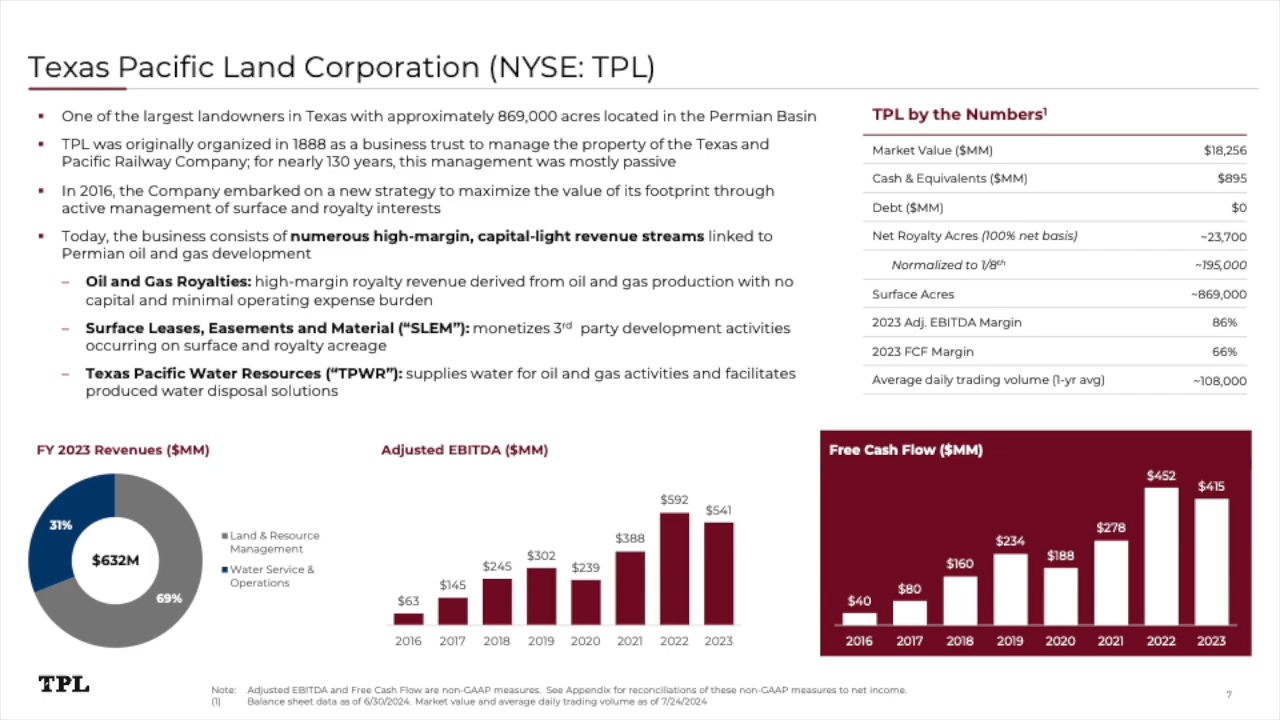 Texas Pacific Land Corporation (NYSE: TPL)
▪ One of the largest landowners in Texas with approximately 869,000 acres located in the Permian Basin
▪ TPL was originally organized in 1888 as a business trust to manage the property of the Texas and
Pacific Railway Company; for nearly 130 years, this management was mostly passive
▪ In 2016, the Company embarked on a new strategy to maximize the value of its footprint through
active management of surface and royalty interests
▪ Today, the business consists of numerous high-margin, capital-light revenue streams linked to
Permian oil and gas development
– Oil and Gas Royalties: high-margin royalty revenue derived from oil and gas production with no
capital and minimal operating expense burden
– Surface Leases, Easements and Material (“SLEM”): monetizes 3rd party development activities
occurring on surface and royalty acreage
– Texas Pacific Water Resources (“TPWR”): supplies water for oil and gas activities and facilitates
produced water disposal solutions
TPL by the Numbers1
Market Value ($MM) $18,256
Cash & Equivalents ($MM) $895
Debt ($MM) $0
Net Royalty Acres (100% net basis) ~23,700
Normalized to 1/8th ~195,000
Surface Acres ~869,000
2023 Adj. EBITDA Margin 86%
2023 FCF Margin 66%
Average daily trading volume (1-yr avg) ~108,000
FY 2023 Revenues ($MM)
31%
$632M
69%
Land & Resource
Management
Water Service &
Operations
Adjusted EBITDA ($MM)
$63 $145 $245 $302 $239 $388 $592 $541
2016 2017 2018 2019 2020 2021 2022 2023
Free Cash Flow ($MM)
$40 $80 $160 $234 $188 $278 $452 $415
2016 2017 2018 2019 2020 2021 2022 2023
TPL
Note: Adjusted EBITDA and Free Cash Flow are non-GAAP measures. See Appendix for reconciliations of these non-GAAP measures to net income.
(1) Balance sheet data as of 6/30/2024. Market value and average daily trading volume as of 7/24/2024
7